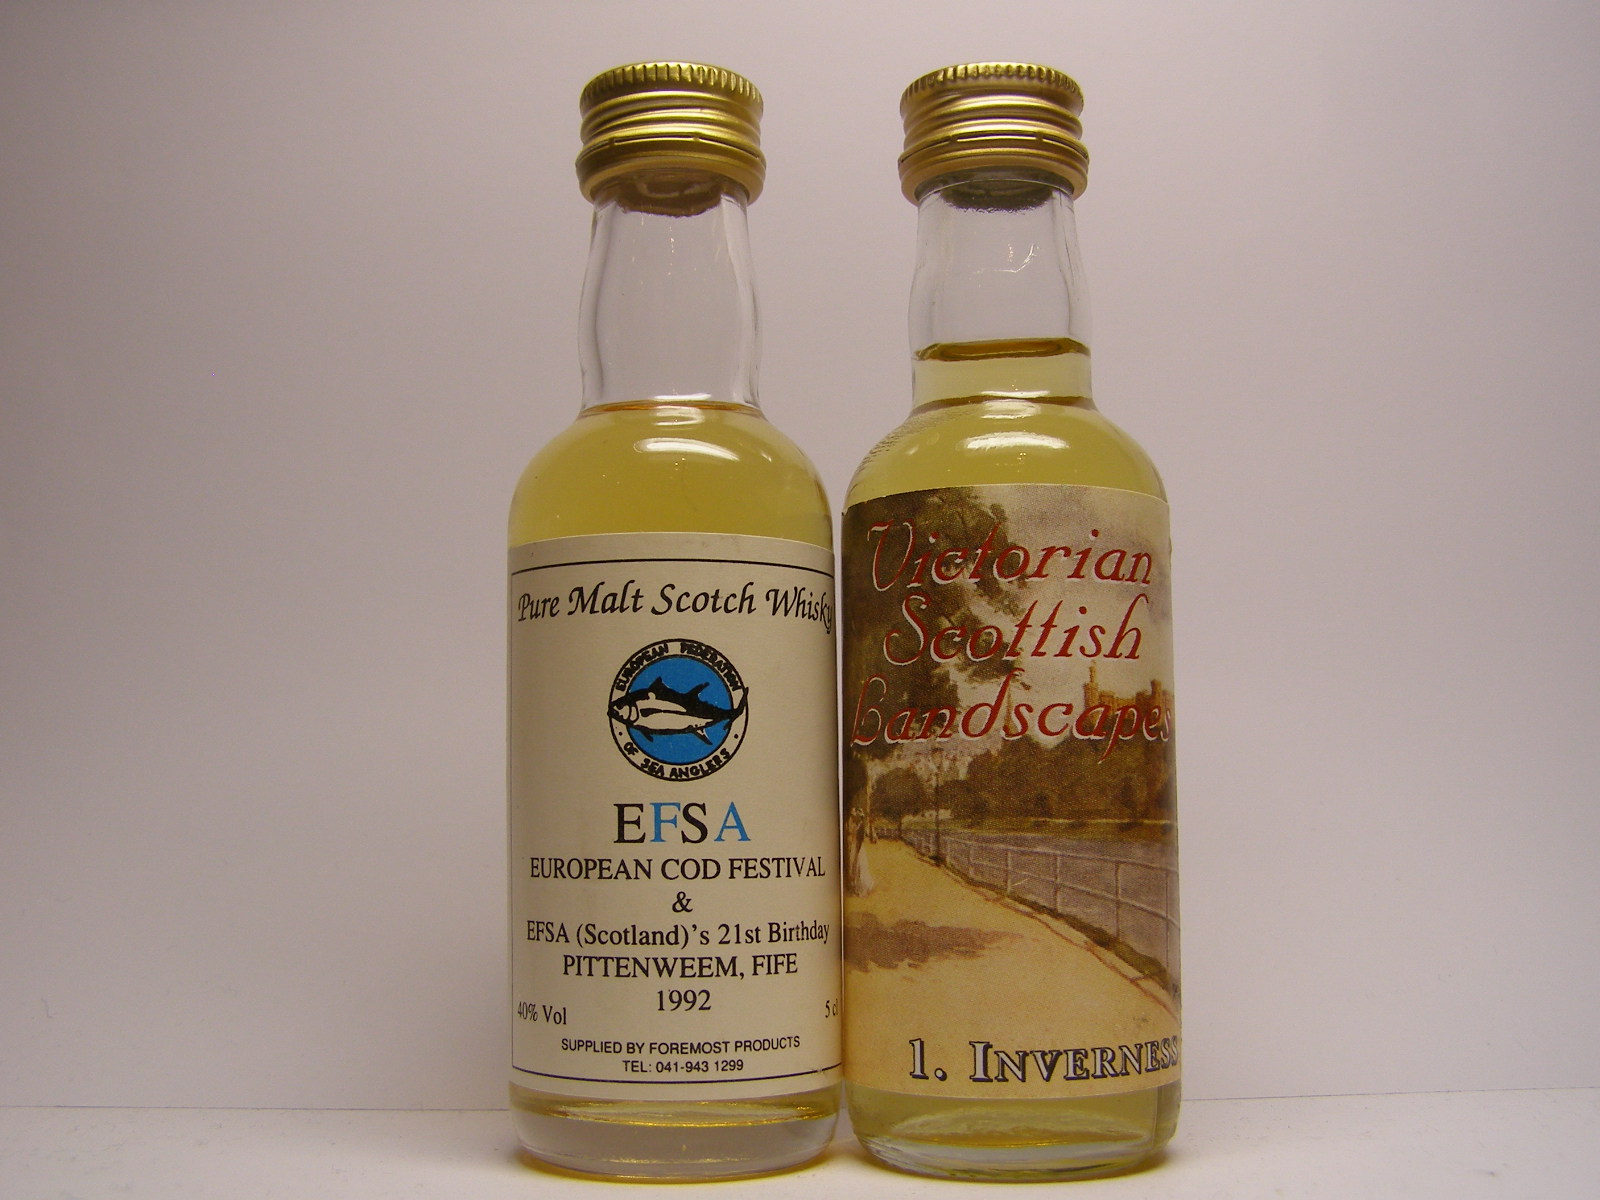 Pure Malt Scotch Whisky
EUROPEAN FEDERATION
· OF SEA ANGLERS ·
EFSA
EUROPEAN COD FESTIVAL
&
EFSA (Scotland)'s 21st Birthday
PITTENWEEM, FIFE
1992
40% Vol
5 cl
SUPPLIED BY FOREMOST PRODUCTS
TEL: 041-943 1299
Victorian
Scottish
Landscapes
1. INVERNESS